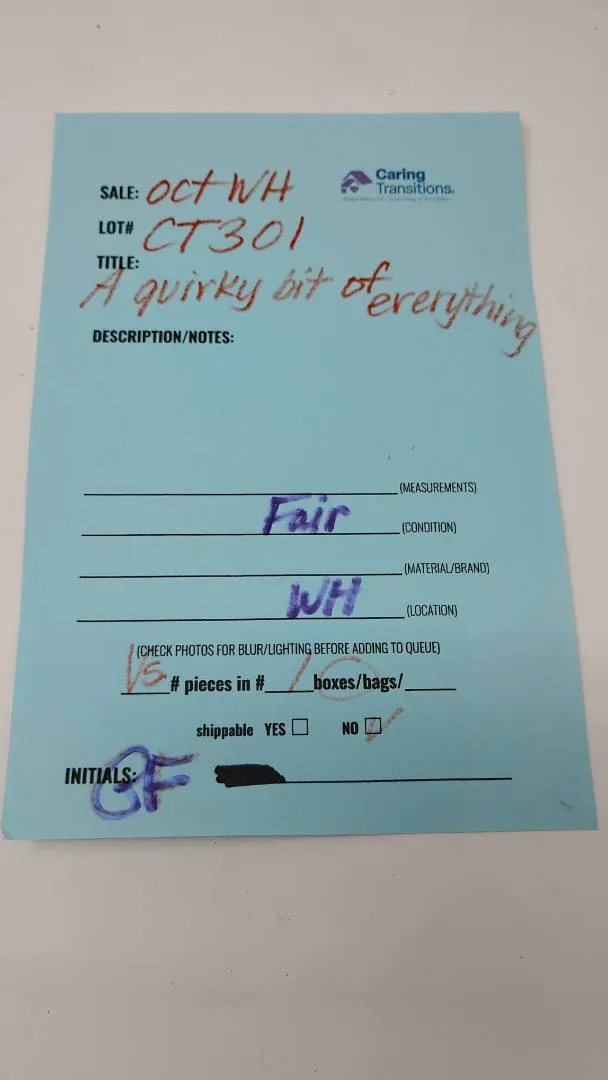 Caring
Transitions.
SALE: Oct WH
LOT# CT301
TITLE:
A quirky bit of everything
DESCRIPTION/NOTES:
(MEASUREMENTS)
Fair (CONDITION)
(MATERIAL/BRAND)
WH (LOCATION)
(CHECK PHOTOS FOR BLUR/LIGHTING BEFORE ADDING TO QUEUE)
Vs. # pieces in # 1 boxes/bags/
shippable YES NO
INITIALS: